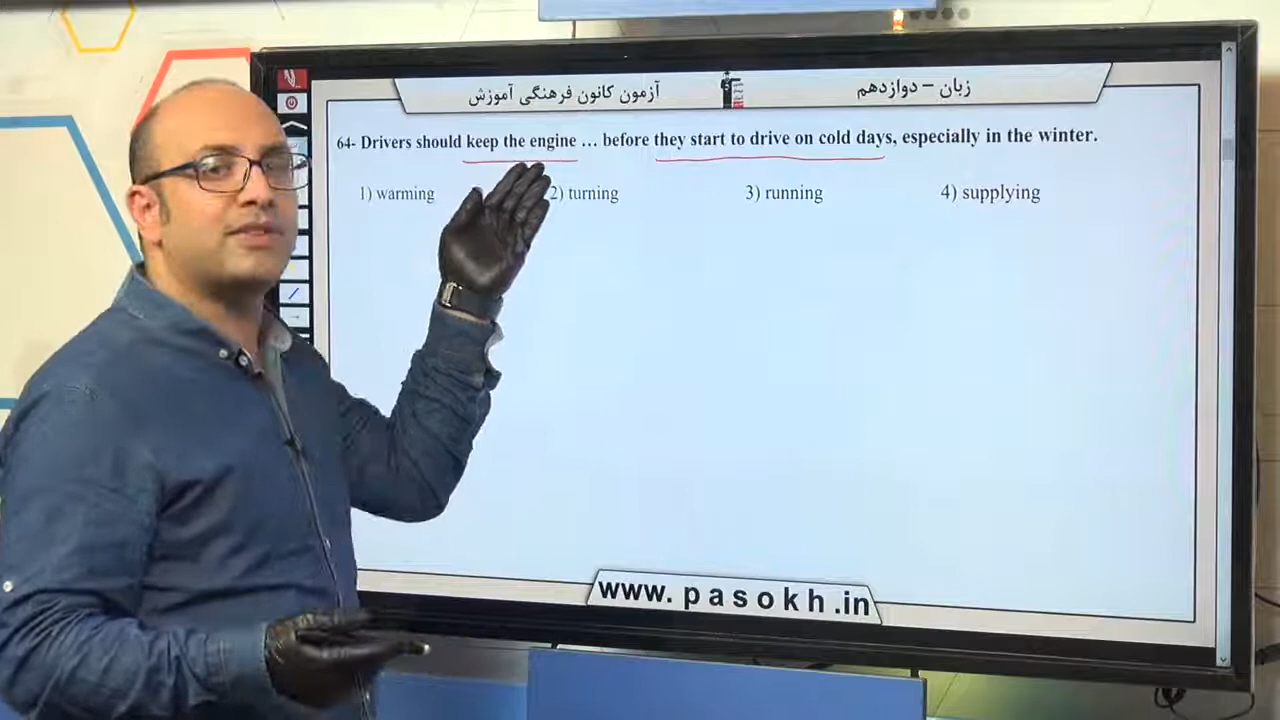 زبان – دوازدهم
آزمون کانون فرهنگی آموزش
64- Drivers should keep the engine … before they start to drive on cold days, especially in the winter.
1) warming 2) turning 3) running 4) supplying
www.pasokh.in